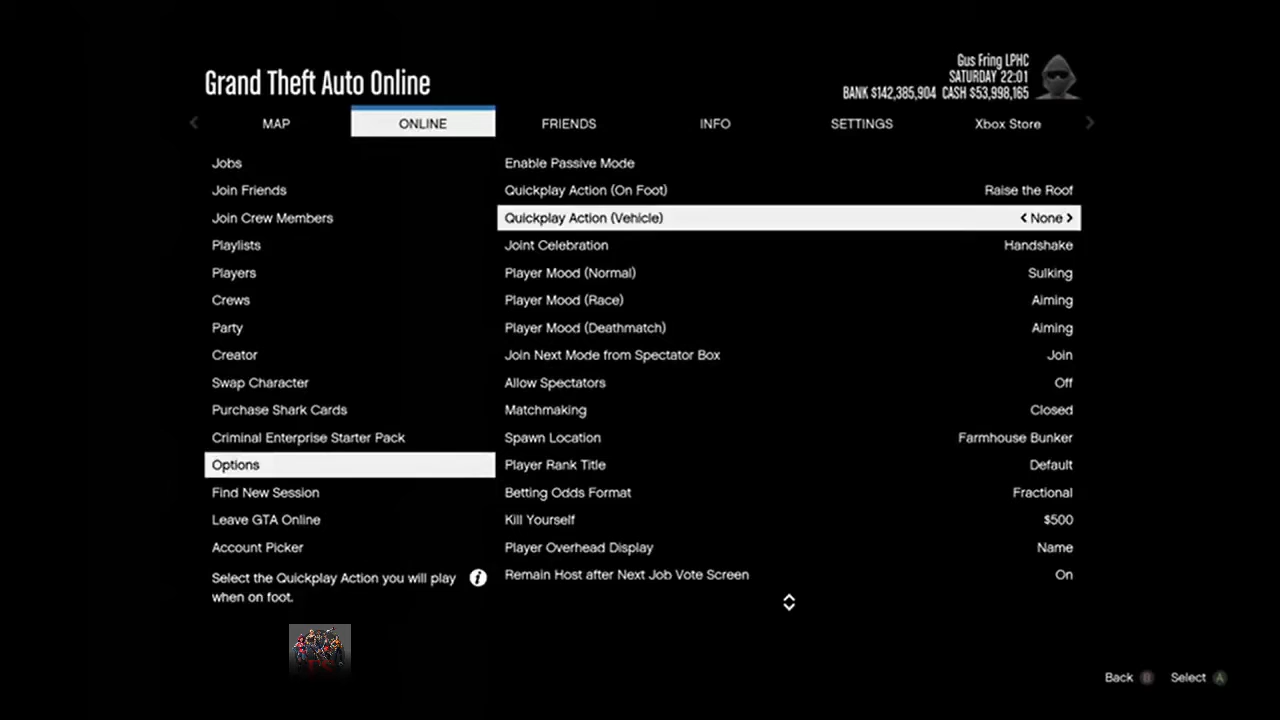 Grand Theft Auto Online
Gus Fring LPHC
SATURDAY 22:01
BANK $142,385,904 CASH $53,998,165
MAP ONLINE FRIENDS INFO SETTINGS Xbox Store
Jobs
Join Friends
Join Crew Members
Playlists
Players
Crews
Party
Creator
Swap Character
Purchase Shark Cards
Criminal Enterprise Starter Pack
Options
Find New Session
Leave GTA Online
Account Picker
Select the Quickplay Action you will play
when on foot.
Enable Passive Mode
Quickplay Action (On Foot) Raise the Roof
Quickplay Action (Vehicle) < None >
Joint Celebration Handshake
Player Mood (Normal) Sulking
Player Mood (Race) Aiming
Player Mood (Deathmatch) Aiming
Join Next Mode from Spectator Box Join
Allow Spectators Off
Matchmaking Closed
Spawn Location Farmhouse Bunker
Player Rank Title Default
Betting Odds Format Fractional
Kill Yourself $500
Player Overhead Display Name
Remain Host after Next Job Vote Screen On
Back B Select A